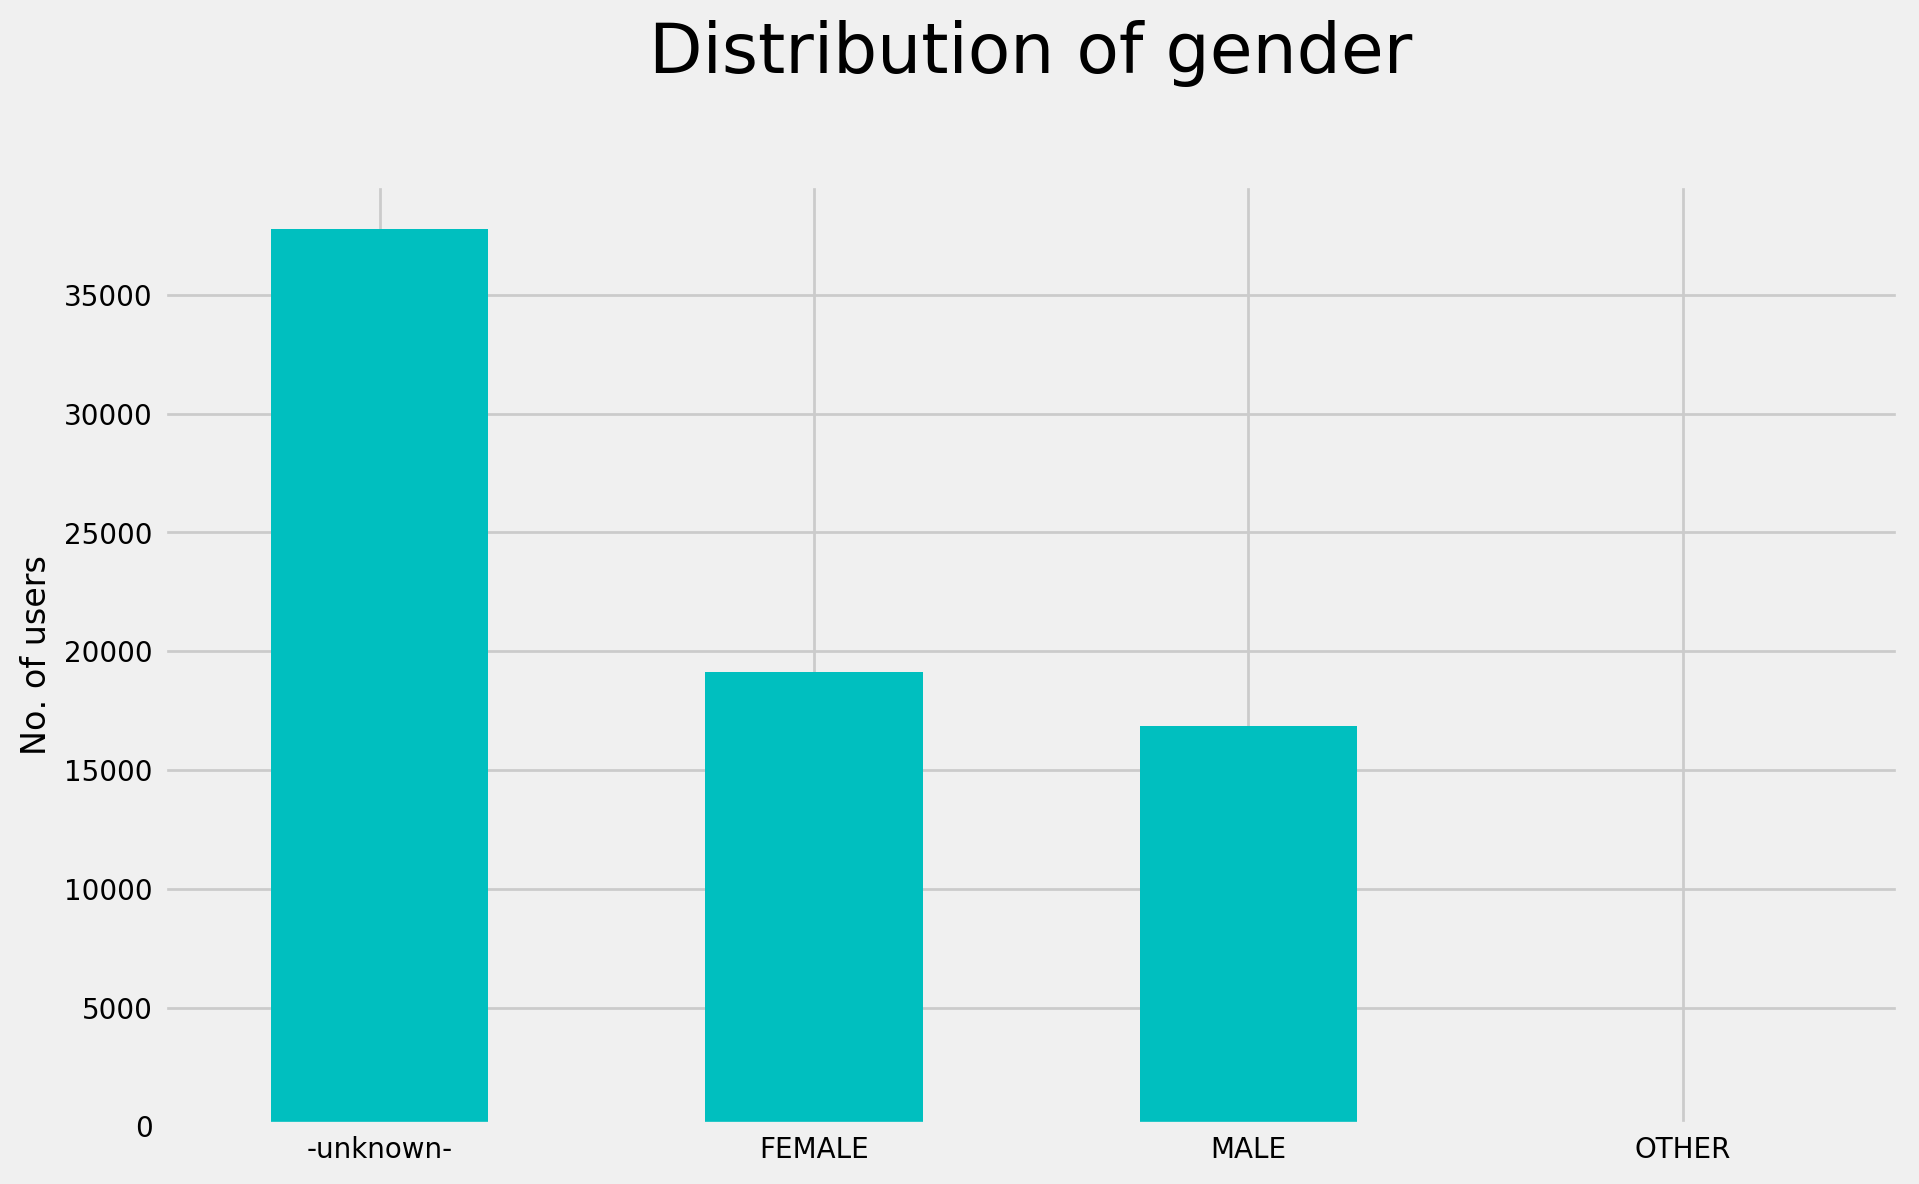 Distribution of gender
No. of users
35000
30000
25000
20000
15000
10000
5000
0
-unknown-
FEMALE
MALE
OTHER